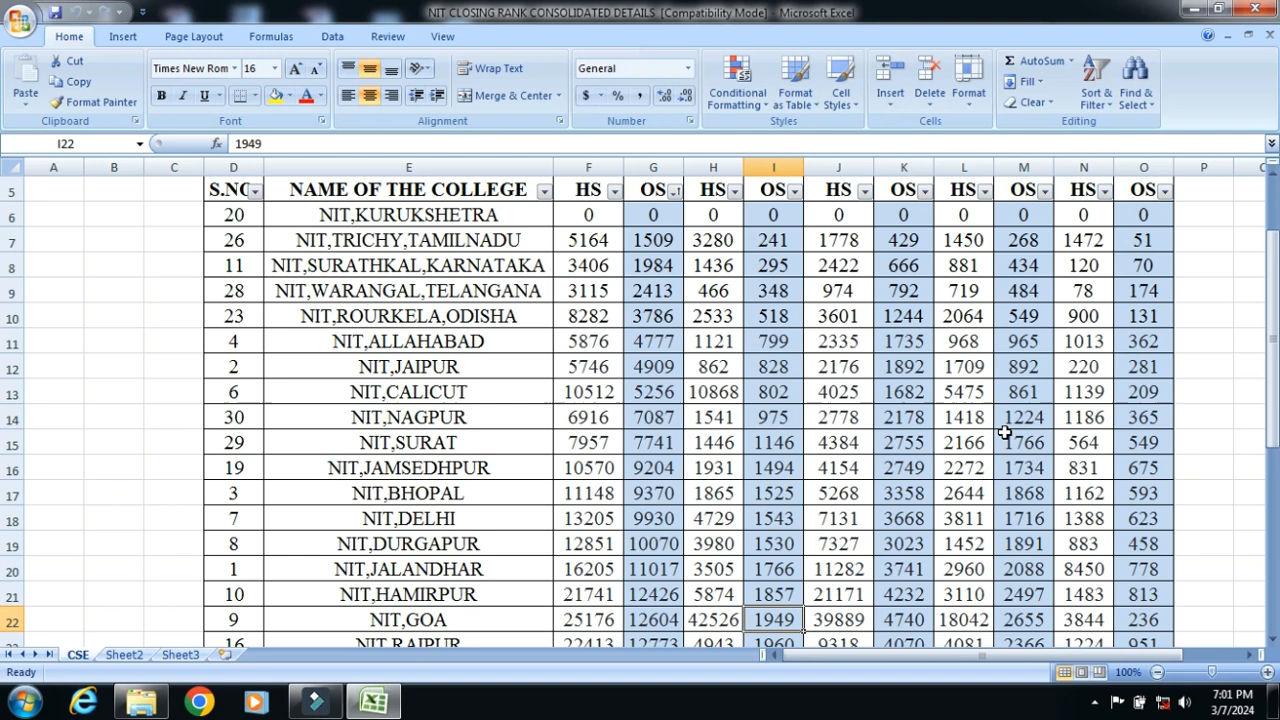 NIT CLOSING RANK CONSOLIDATED DETAILS [Compatibility Mode] - Microsoft Excel
Home Insert Page Layout Formulas Data Review View
Paste Cut Copy Format Painter Clipboard
Times New Rom 16 B I U Font
Wrap Text Merge & Center Alignment
General $ % , Number
Conditional Formatting Format as Table Cell Styles Styles
Insert Delete Format Cells
Σ AutoSum Fill Clear Sort & Filter Find & Select Editing
I22 fx 1949
A B C D E F G H I J K L M N O P
5 S.NO NAME OF THE COLLEGE HS OS HS OS HS OS HS OS HS OS
6 20 NIT,KURUKSHETRA 0 0 0 0 0 0 0 0 0 0
7 26 NIT,TRICHY,TAMILNADU 5164 1509 3280 241 1778 429 1450 268 1472 51
8 11 NIT,SURATHKAL,KARNATAKA 3406 1984 1436 295 2422 666 881 434 120 70
9 28 NIT,WARANGAL,TELANGANA 3115 2413 466 348 974 792 719 484 78 174
10 23 NIT,ROURKELA,ODISHA 8282 3786 2533 518 3601 1244 2064 549 900 131
11 4 NIT,ALLAHABAD 5876 4777 1121 799 2335 1735 968 965 1013 362
12 2 NIT,JAIPUR 5746 4909 862 828 2176 1892 1709 892 220 281
13 6 NIT,CALICUT 10512 5256 10868 802 4025 1682 5475 861 1139 209
14 30 NIT,NAGPUR 6916 7087 1541 975 2778 2178 1418 1224 1186 365
15 29 NIT,SURAT 7957 7741 1446 1146 4384 2755 2166 1766 564 549
16 19 NIT,JAMSEDHPUR 10570 9204 1931 1494 4154 2749 2272 1734 831 675
17 3 NIT,BHOPAL 11148 9370 1865 1525 5268 3358 2644 1868 1162 593
18 7 NIT,DELHI 13205 9930 4729 1543 7131 3668 3811 1716 1388 623
19 8 NIT,DURGAPUR 12851 10070 3980 1530 7327 3023 1452 1891 883 458
20 1 NIT,JALANDHAR 16205 11017 3505 1766 11282 3741 2960 2088 8450 778
21 10 NIT,HAMIRPUR 21741 12426 5874 1857 21171 4232 3110 2497 1483 813
22 9 NIT,GOA 25176 12604 42526 1949 39889 4740 18042 2655 3844 236
16 NIT,RAIPUR 22413 12773 4943 1960 9318 4070 4081 2366 1224 951
CSE Sheet2 Sheet3
Ready 100%
7:01 PM
3/7/2024